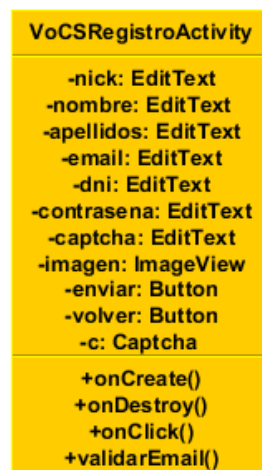 VoCSRegistroActivity
-nick: EditText
-nombre: EditText
-apellidos: EditText
-email: EditText
-dni: EditText
-contrasena: EditText
-captcha: EditText
-imagen: ImageView
-enviar: Button
-volver: Button
-c: Captcha
+onCreate()
+onDestroy()
+onClick()
+validarEmail()